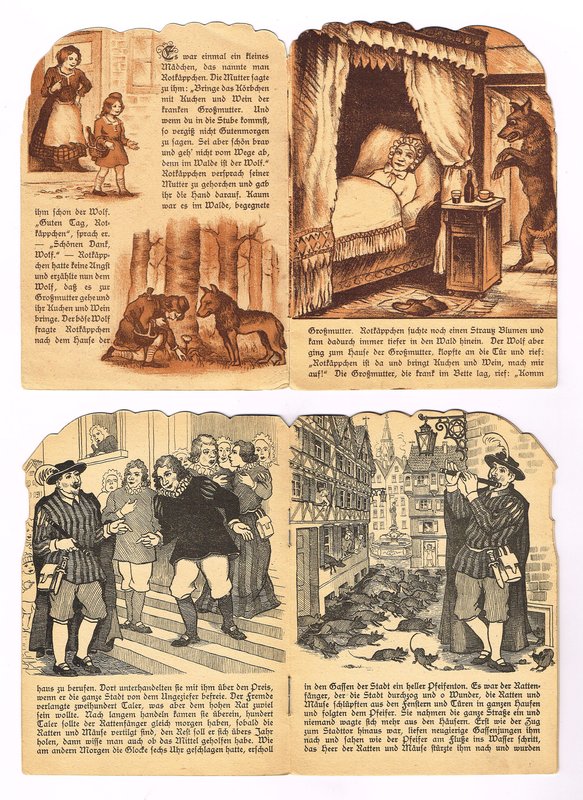 Es war einmal ein kleines
Mädchen, das nannte man
Rotkäppchen. Die Mutter sagte
zu ihm: „Bringe das Körbchen
mit Kuchen und Wein der
kranken Großmutter. Und
wenn du in die Stube kommst,
so vergiß nicht Gutenmorgen
zu sagen. Sei aber schön brav
und geh' nicht vom Wege ab,
denn im Walde ist der Wolf.“
Rotkäppchen versprach seiner
Mutter zu gehorchen und gab
ihr die Hand darauf. Kaum
war es im Walde, begegnete
ihm schon der Wolf.
„Guten Tag, Rot-
käppchen“, sprach er.
— „Schönen Dank,
Wolf.“ — Rotkäpp-
chen hatte keine Angst
und erzählte nun dem
Wolf, daß es zur
Großmutter gehe und
ihr Kuchen und Wein
bringe. Der böse Wolf
fragte Rotkäppchen
nach dem Hause der
Großmutter. Rotkäppchen suchte noch einen Strauß Blumen und
kam dadurch immer tiefer in den Wald hinein. Der Wolf aber
ging zum Hause der Großmutter, klopfte an die Tür und rief:
„Rotkäppchen ist da und bringt Kuchen und Wein, mach mir
auf!“ Die Großmutter, die krank im Bette lag, rief: „Komm
haus zu berufen. Dort unterhandelten sie mit ihm über den Preis,
wenn er die ganze Stadt von dem Ungeziefer befreie. Der Fremde
verlangte zweihundert Taler, was aber dem hohen Rat zuviel
sein wollte. Nach langem handeln kamen sie überein, hundert
Taler sollte der Rattenfänger gleich morgen haben, sobald die
Ratten und Mäuse vertilgt sind, den Rest soll er sich übers Jahr
holen, dann wisse man auch ob das Mittel geholfen habe. Wie
am andern Morgen die Glocke sechs Uhr geschlagen hatte, erscholl
in den Gassen der Stadt ein heller Pfeifenton. Es war der Ratten-
fänger, der die Stadt durchzog und o Wunder, die Ratten und
Mäuse schlüpften aus den Fenstern und Türen in ganzen Haufen
und folgten dem Pfeifer. Sie nahmen die ganze Straße ein und
niemand wagte sich mehr aus den Häusern. Erst wie der Zug
zum Stadttor hinaus war, liefen neugierige Gassenjungen ihm
nach und sahen wie der Pfeifer am Fluße ins Wasser schritt,
das Heer der Ratten und Mäuse stürzte ihm nach und wurden